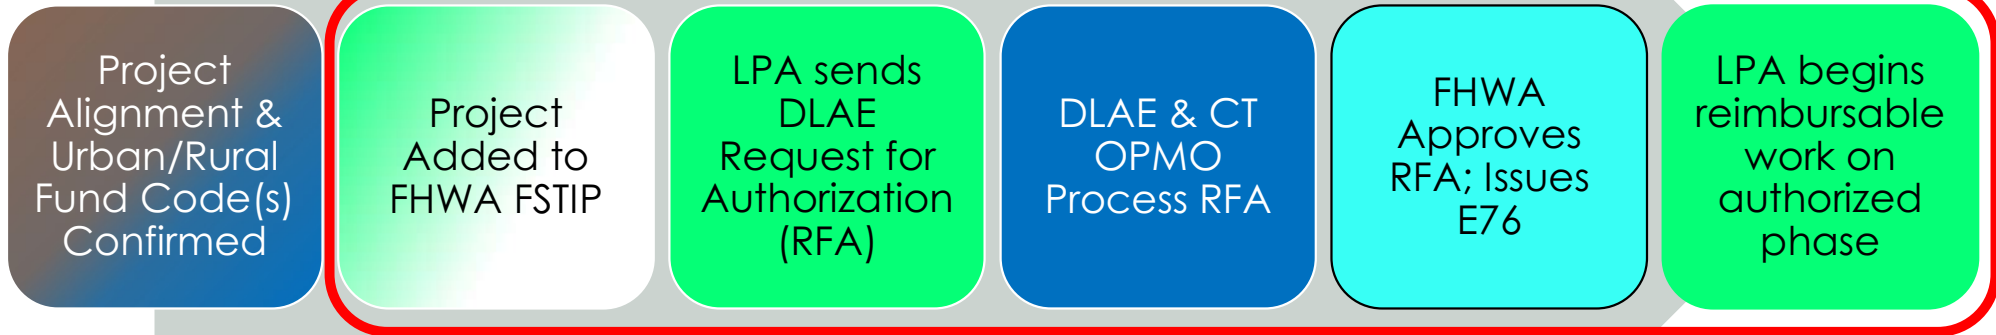 Project
Alignment &
Urban/Rural
Fund Code(s)
Confirmed
Project
Added to
FHWA FSTIP
LPA sends
DLAE
Request for
Authorization
(RFA)
DLAE & CT
OPMO
Process RFA
FHWA
Approves
RFA; Issues
E76
LPA begins
reimbursable
work on
authorized
phase